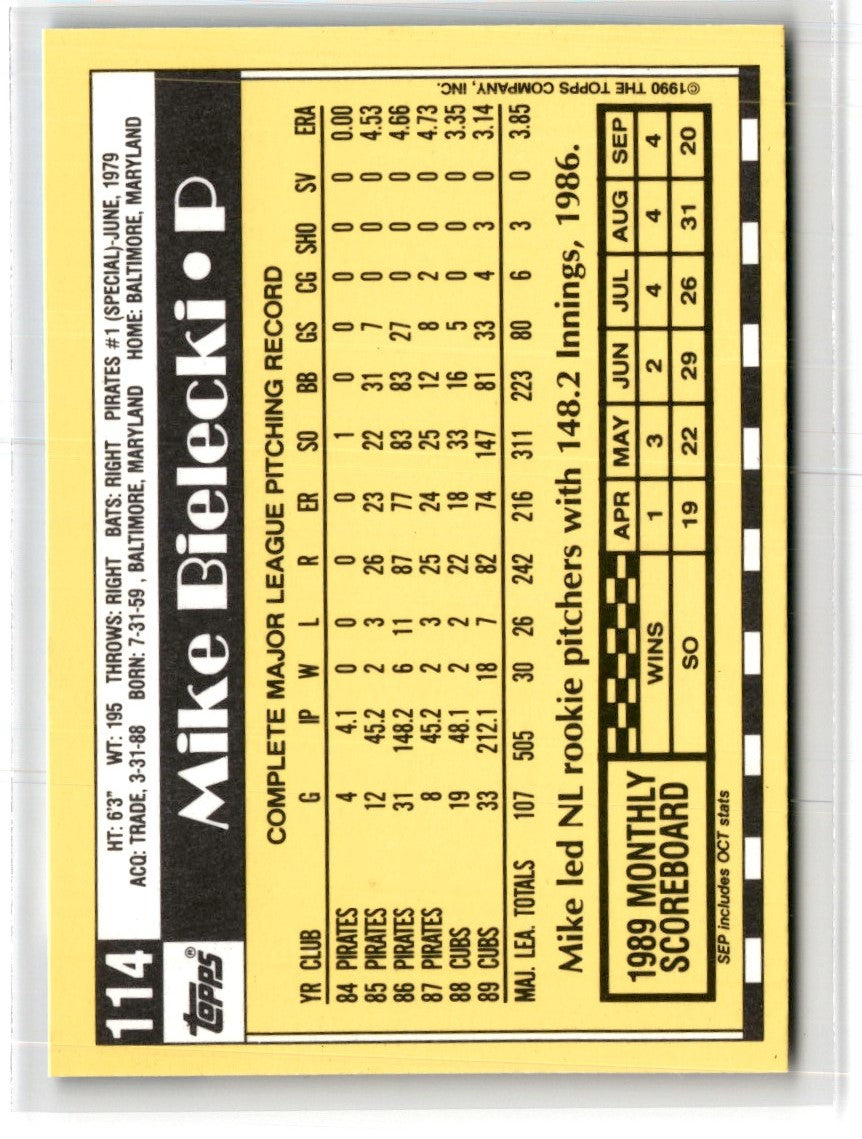 114
HT: 6'3" WT: 195 THROWS: RIGHT BATS: RIGHT PIRATES #1 (SPECIAL)-JUNE, 1979
ACQ: TRADE, 3-31-88 BORN: 7-31-59 , BALTIMORE, MARYLAND HOME: BALTIMORE, MARYLAND
topps®
Mike Bielecki • P
COMPLETE MAJOR LEAGUE PITCHING RECORD
YR CLUB G IP W L R ER SO BB GS CG SHO SV ERA
84 PIRATES 4 4.1 0 0 0 0 1 0 0 0 0 0 0.00
85 PIRATES 12 45.2 2 3 26 23 22 31 7 0 0 0 4.53
86 PIRATES 31 148.2 6 11 87 77 83 83 27 0 0 0 4.66
87 PIRATES 8 45.2 2 3 25 24 25 12 8 2 0 0 4.73
88 CUBS 19 48.1 2 2 22 18 33 16 5 0 0 0 3.35
89 CUBS 33 212.1 18 7 82 74 147 81 33 4 3 0 3.14
MAJ. LEA. TOTALS 107 505 30 26 242 216 311 223 80 6 3 0 3.85
Mike led NL rookie pitchers with 148.2 Innings, 1986.
1989 MONTHLY
SCOREBOARD
APR MAY JUN JUL AUG SEP
WINS 1 3 2 4 4 4
SO 19 22 29 26 31 20
SEP includes OCT stats
©1990 THE TOPPS COMPANY, INC.